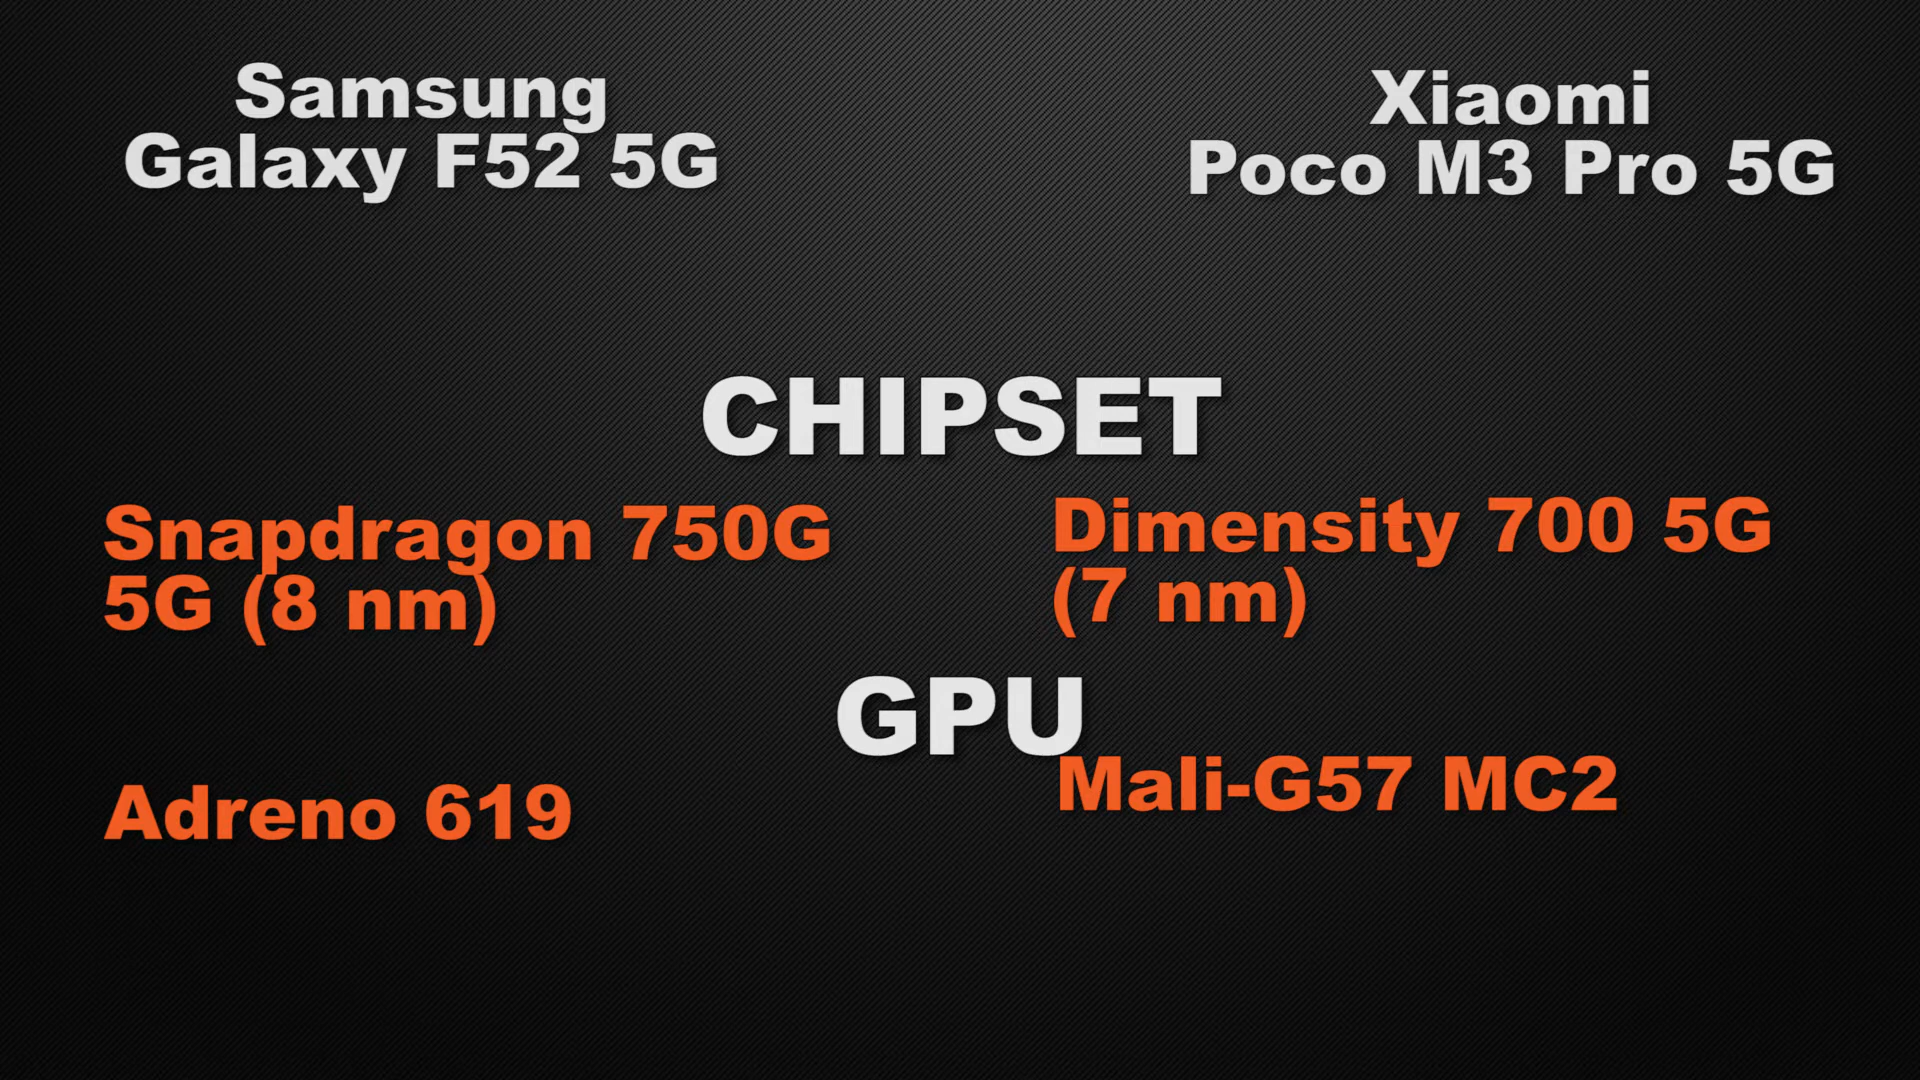 Samsung
Galaxy F52 5G
Xiaomi
Poco M3 Pro 5G
CHIPSET
Snapdragon 750G
5G (8 nm)
Dimensity 700 5G
(7 nm)
GPU
Adreno 619
Mali-G57 MC2